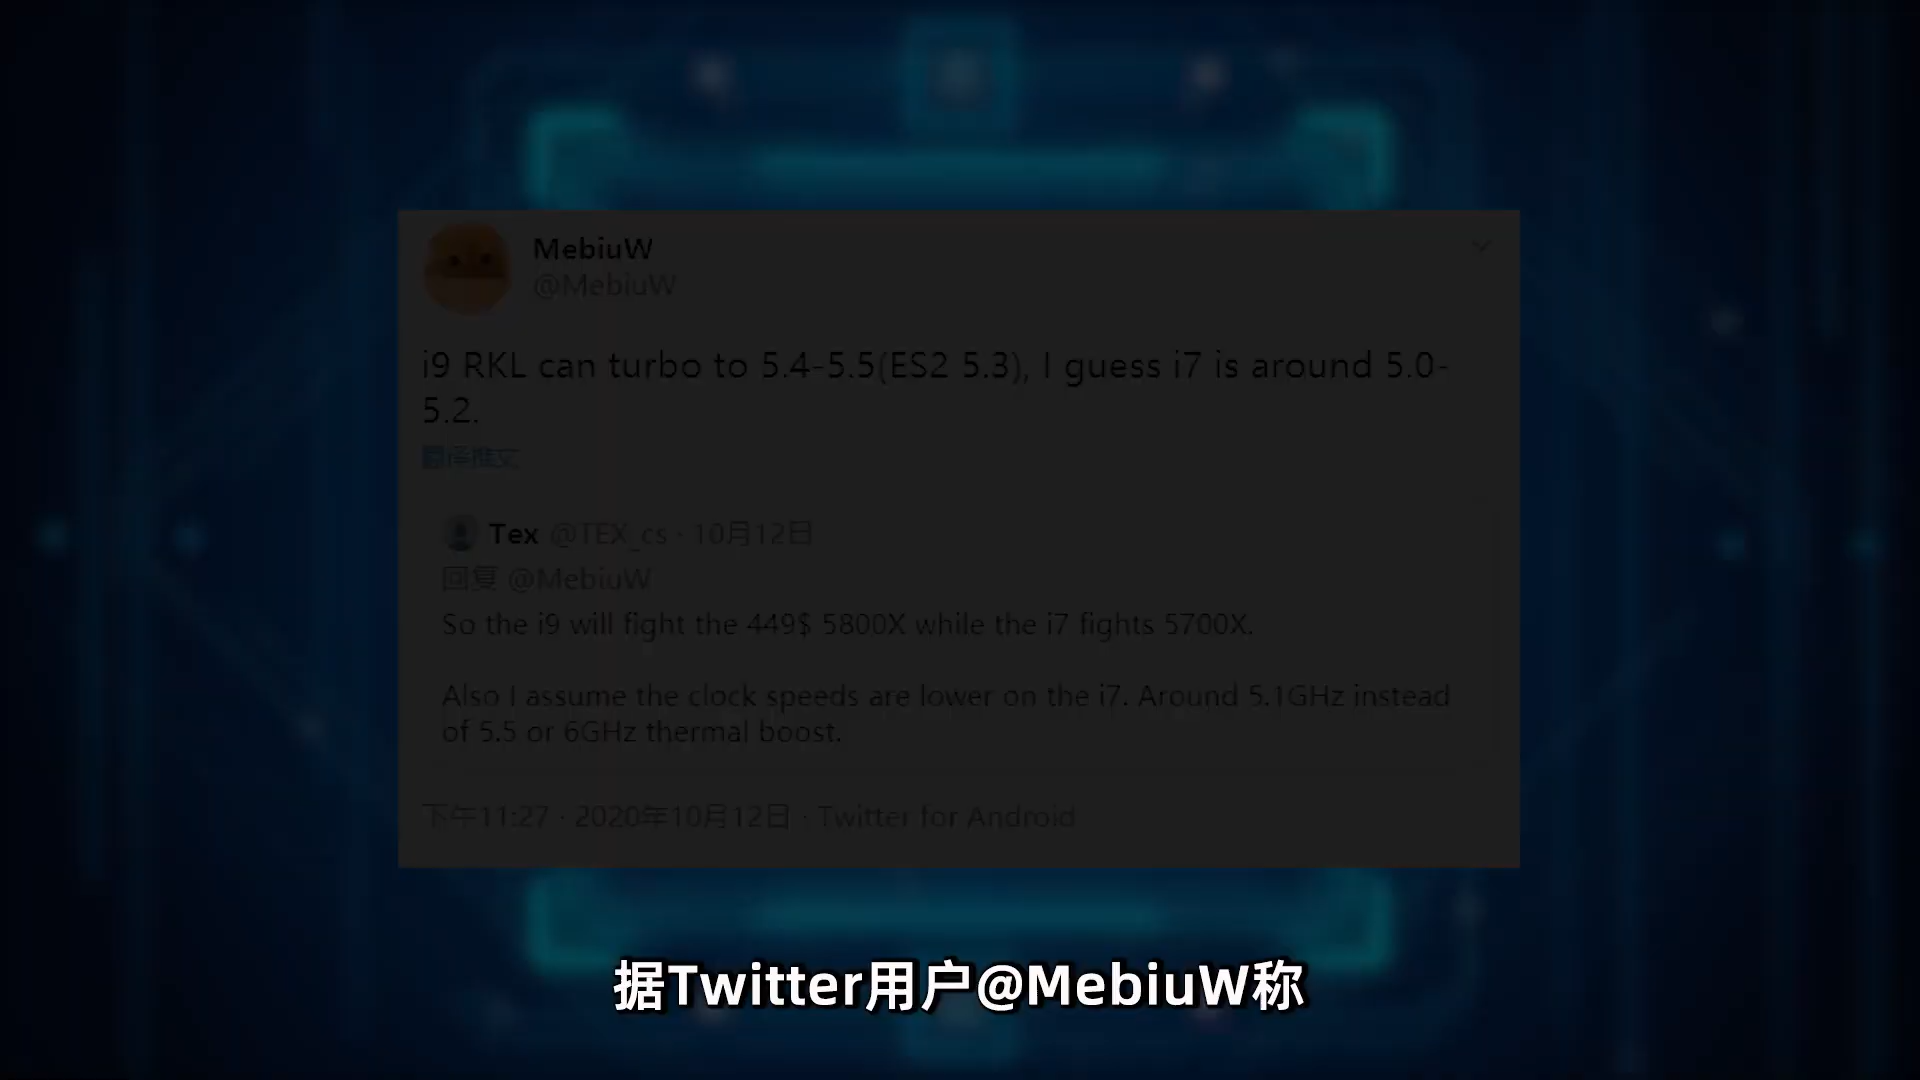 MebiuW
@MebiuW
i9 RKL can turbo to 5.4-5.5(ES2 5.3), I guess i7 is around 5.0-
5.2.
翻译推文
Tex @TEX_cs · 10月12日
回复 @MebiuW
So the i9 will fight the 449$ 5800X while the i7 fights 5700X.
Also I assume the clock speeds are lower on the i7. Around 5.1GHz instead
of 5.5 or 6GHz thermal boost.
下午11:27 · 2020年10月12日 · Twitter for Android
据Twitter用户@MebiuW称